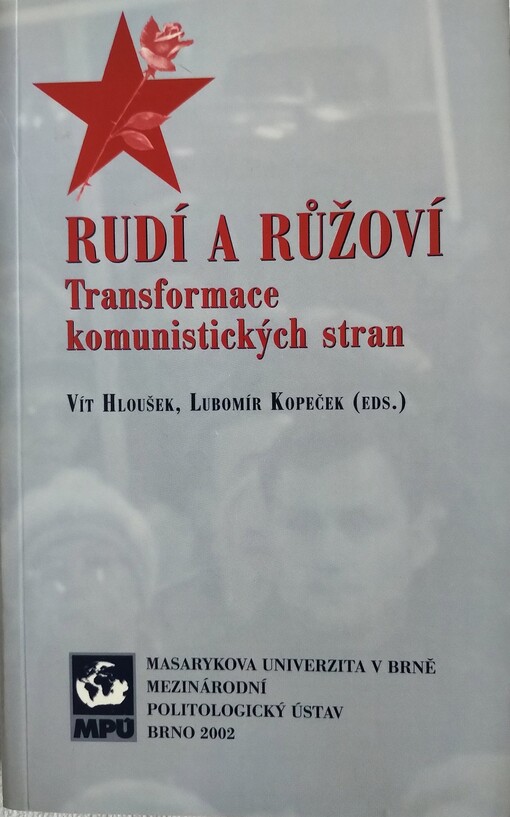 RUDÍ A RŮŽOVÍ
Transformace
komunistických stran
VÍT HLOUŠEK, LUBOMÍR KOPEČEK (EDS.)
MASARYKOVA UNIVERZITA V BRNĚ
MEZINÁRODNÍ
POLITOLOGICKÝ ÚSTAV
BRNO 2002
MPÚ